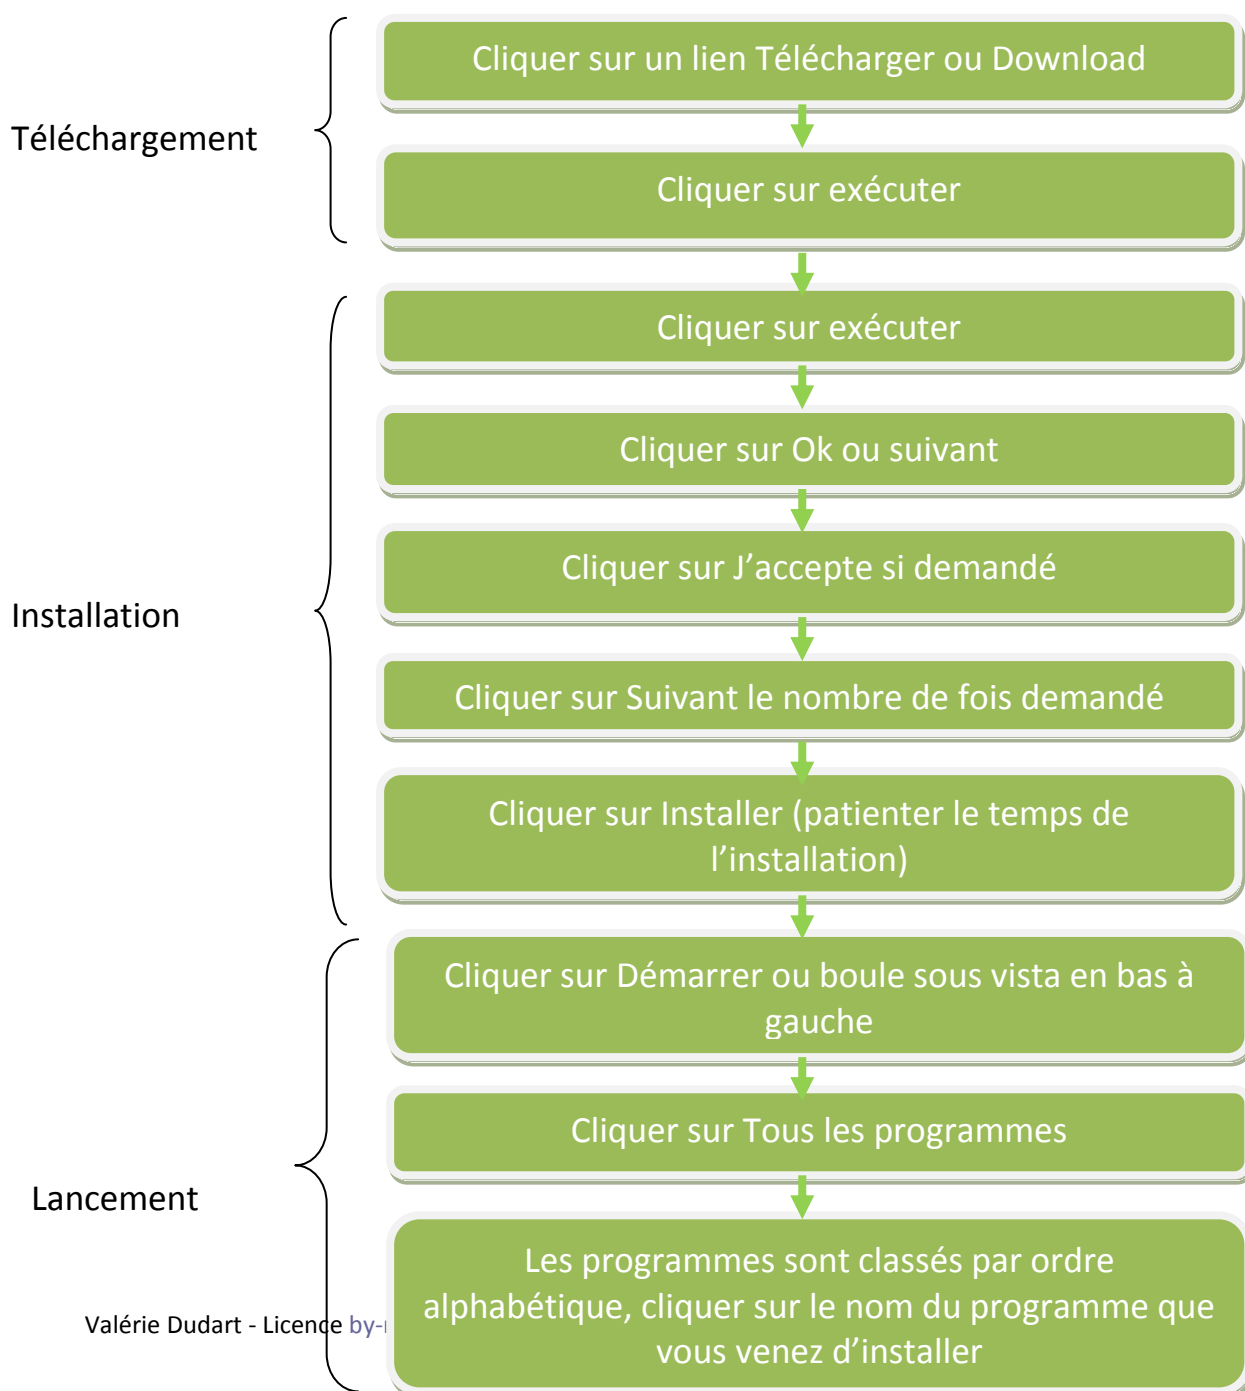 Cliquer sur un lien Télécharger ou Download
Téléchargement
Cliquer sur exécuter
Cliquer sur exécuter
Cliquer sur Ok ou suivant
Cliquer sur J’accepte si demandé
Installation
Cliquer sur Suivant le nombre de fois demandé
Cliquer sur Installer (patienter le temps de
l’installation)
Cliquer sur Démarrer ou boule sous vista en bas à
gauche
Cliquer sur Tous les programmes
Lancement
Les programmes sont classés par ordre
alphabétique, cliquer sur le nom du programme que
vous venez d’installer
Valérie Dudart - Licence by-